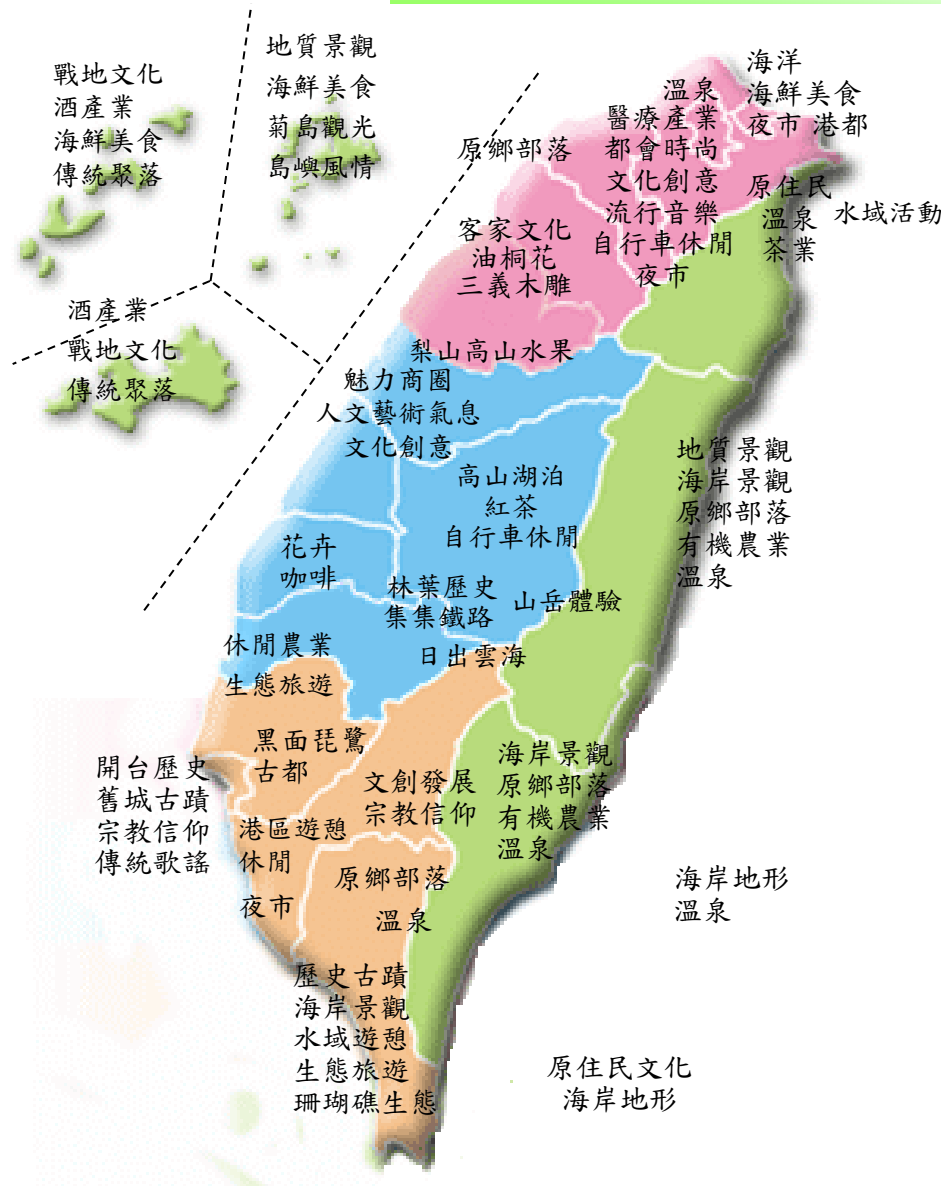 戰地文化
酒產業
海鮮美食
傳統聚落
地質景觀
海鮮美食
菊島觀光
島嶼風情
酒產業
戰地文化
傳統聚落
海洋
海鮮美食
夜市 港都
溫泉
醫療產業
都會時尚
文化創意
流行音樂
自行車休閒
夜市
原鄉部落
原住民
溫泉
茶業
水域活動
客家文化
油桐花
三義木雕
梨山高山水果
魅力商圈
人文藝術氣息
文化創意
高山湖泊
紅茶
自行車休閒
地質景觀
海岸景觀
原鄉部落
有機農業
溫泉
花卉
咖啡
林業歷史
集集鐵路
山岳體驗
休閒農業
生態旅遊
日出雲海
黑面琵鷺
古都
開台歷史
舊城古蹟
宗教信仰
傳統歌謠
文創發展
宗教信仰
海岸景觀
原鄉部落
有機農業
溫泉
港區遊憩
休閒
夜市
原鄉部落
溫泉
海岸地形
溫泉
歷史古蹟
海岸景觀
水域遊憩
生態旅遊
珊瑚礁生態
原住民文化
海岸地形